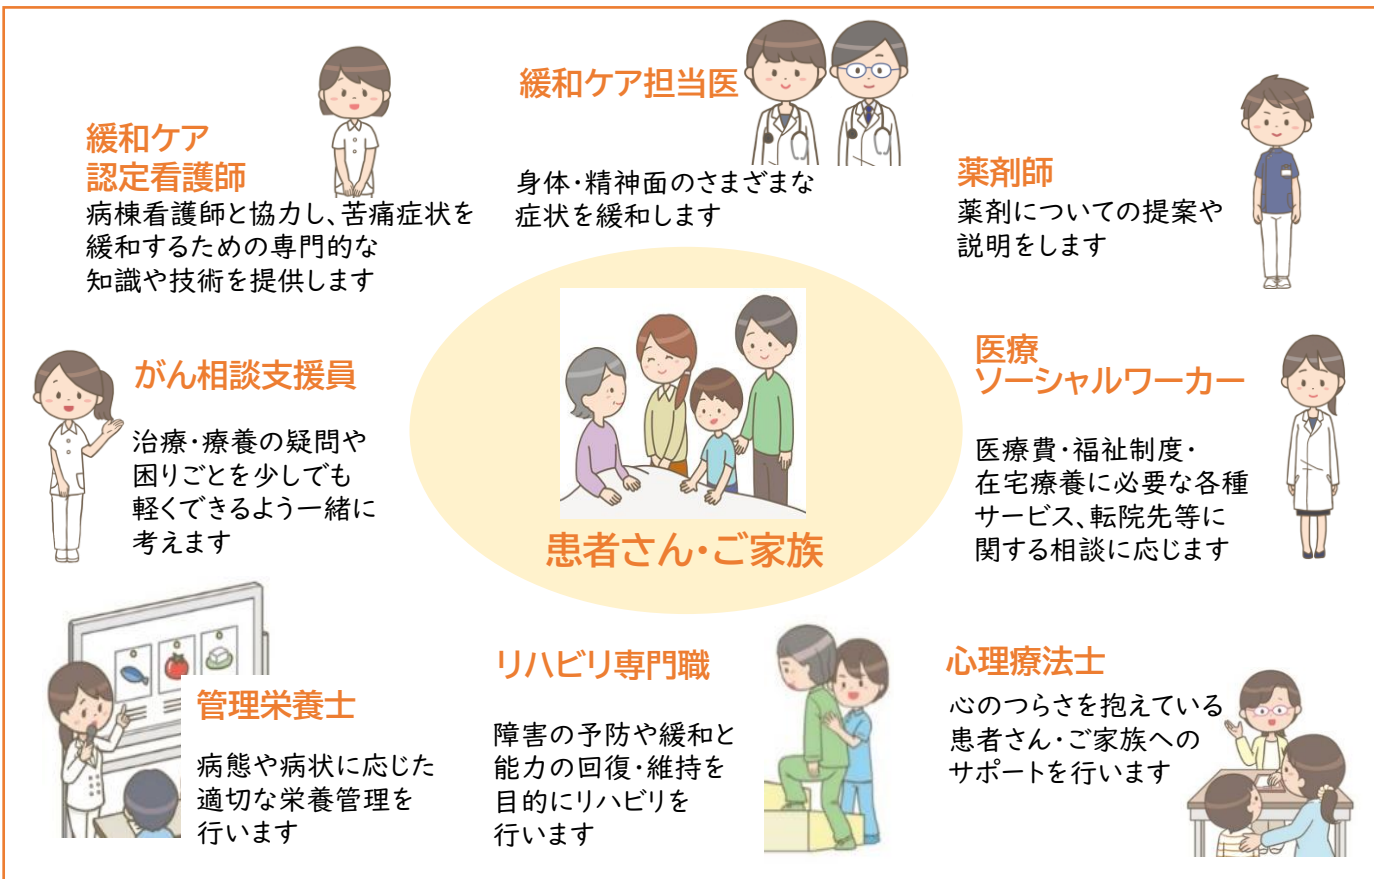 緩和ケア
認定看護師
病棟看護師と協力し、苦痛症状を
緩和するための専門的な
知識や技術を提供します
緩和ケア担当医
身体・精神面のさまざまな
症状を緩和します
薬剤師
薬剤についての提案や
説明をします
がん相談支援員
治療・療養の疑問や
困りごとを少しでも
軽くできるよう一緒に
考えます
患者さん・ご家族
医療
ソーシャルワーカー
医療費・福祉制度・
在宅療養に必要な各種
サービス、転院先等に
関する相談に応じます
管理栄養士
病態や病状に応じた
適切な栄養管理を
行います
リハビリ専門職
障害の予防や緩和と
能力の回復・維持を
目的にリハビリを
行います
心理療法士
心のつらさを抱えている
患者さん・ご家族への
サポートを行います